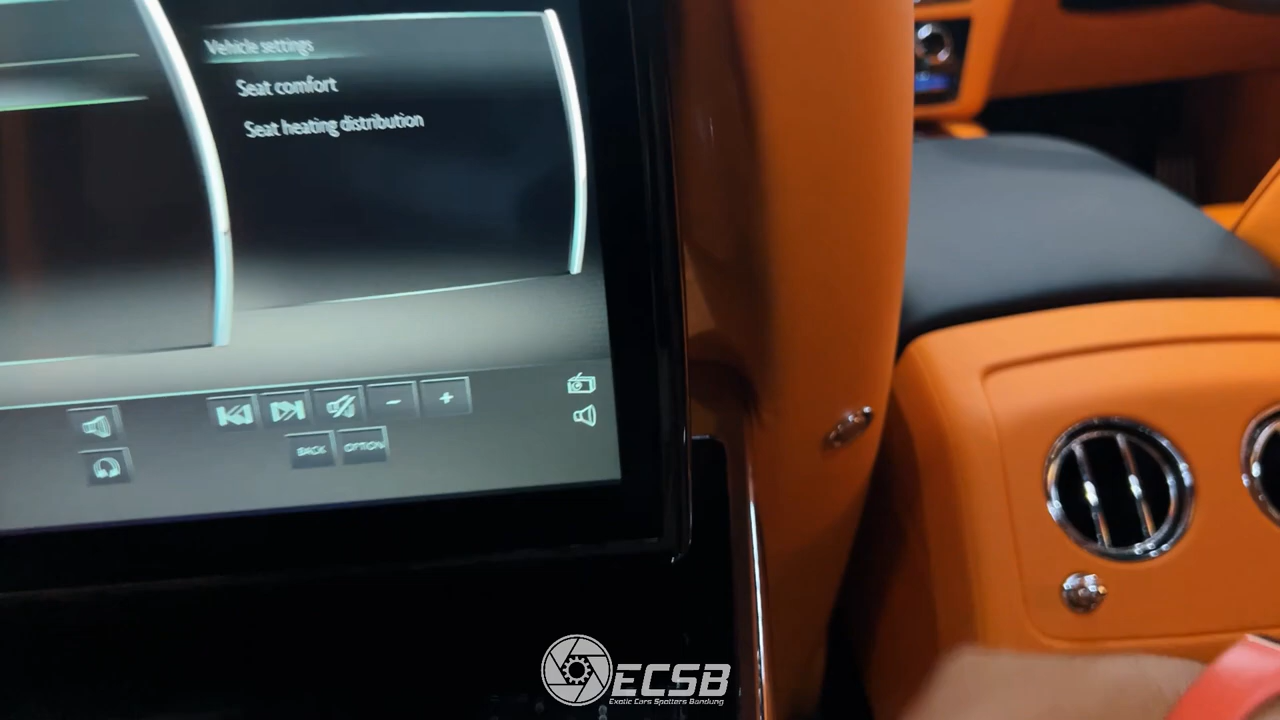 Vehicle settings
Seat comfort
Seat heating distribution
BACK OPTION
ECSB
Exotic Cars Spotters Bandung